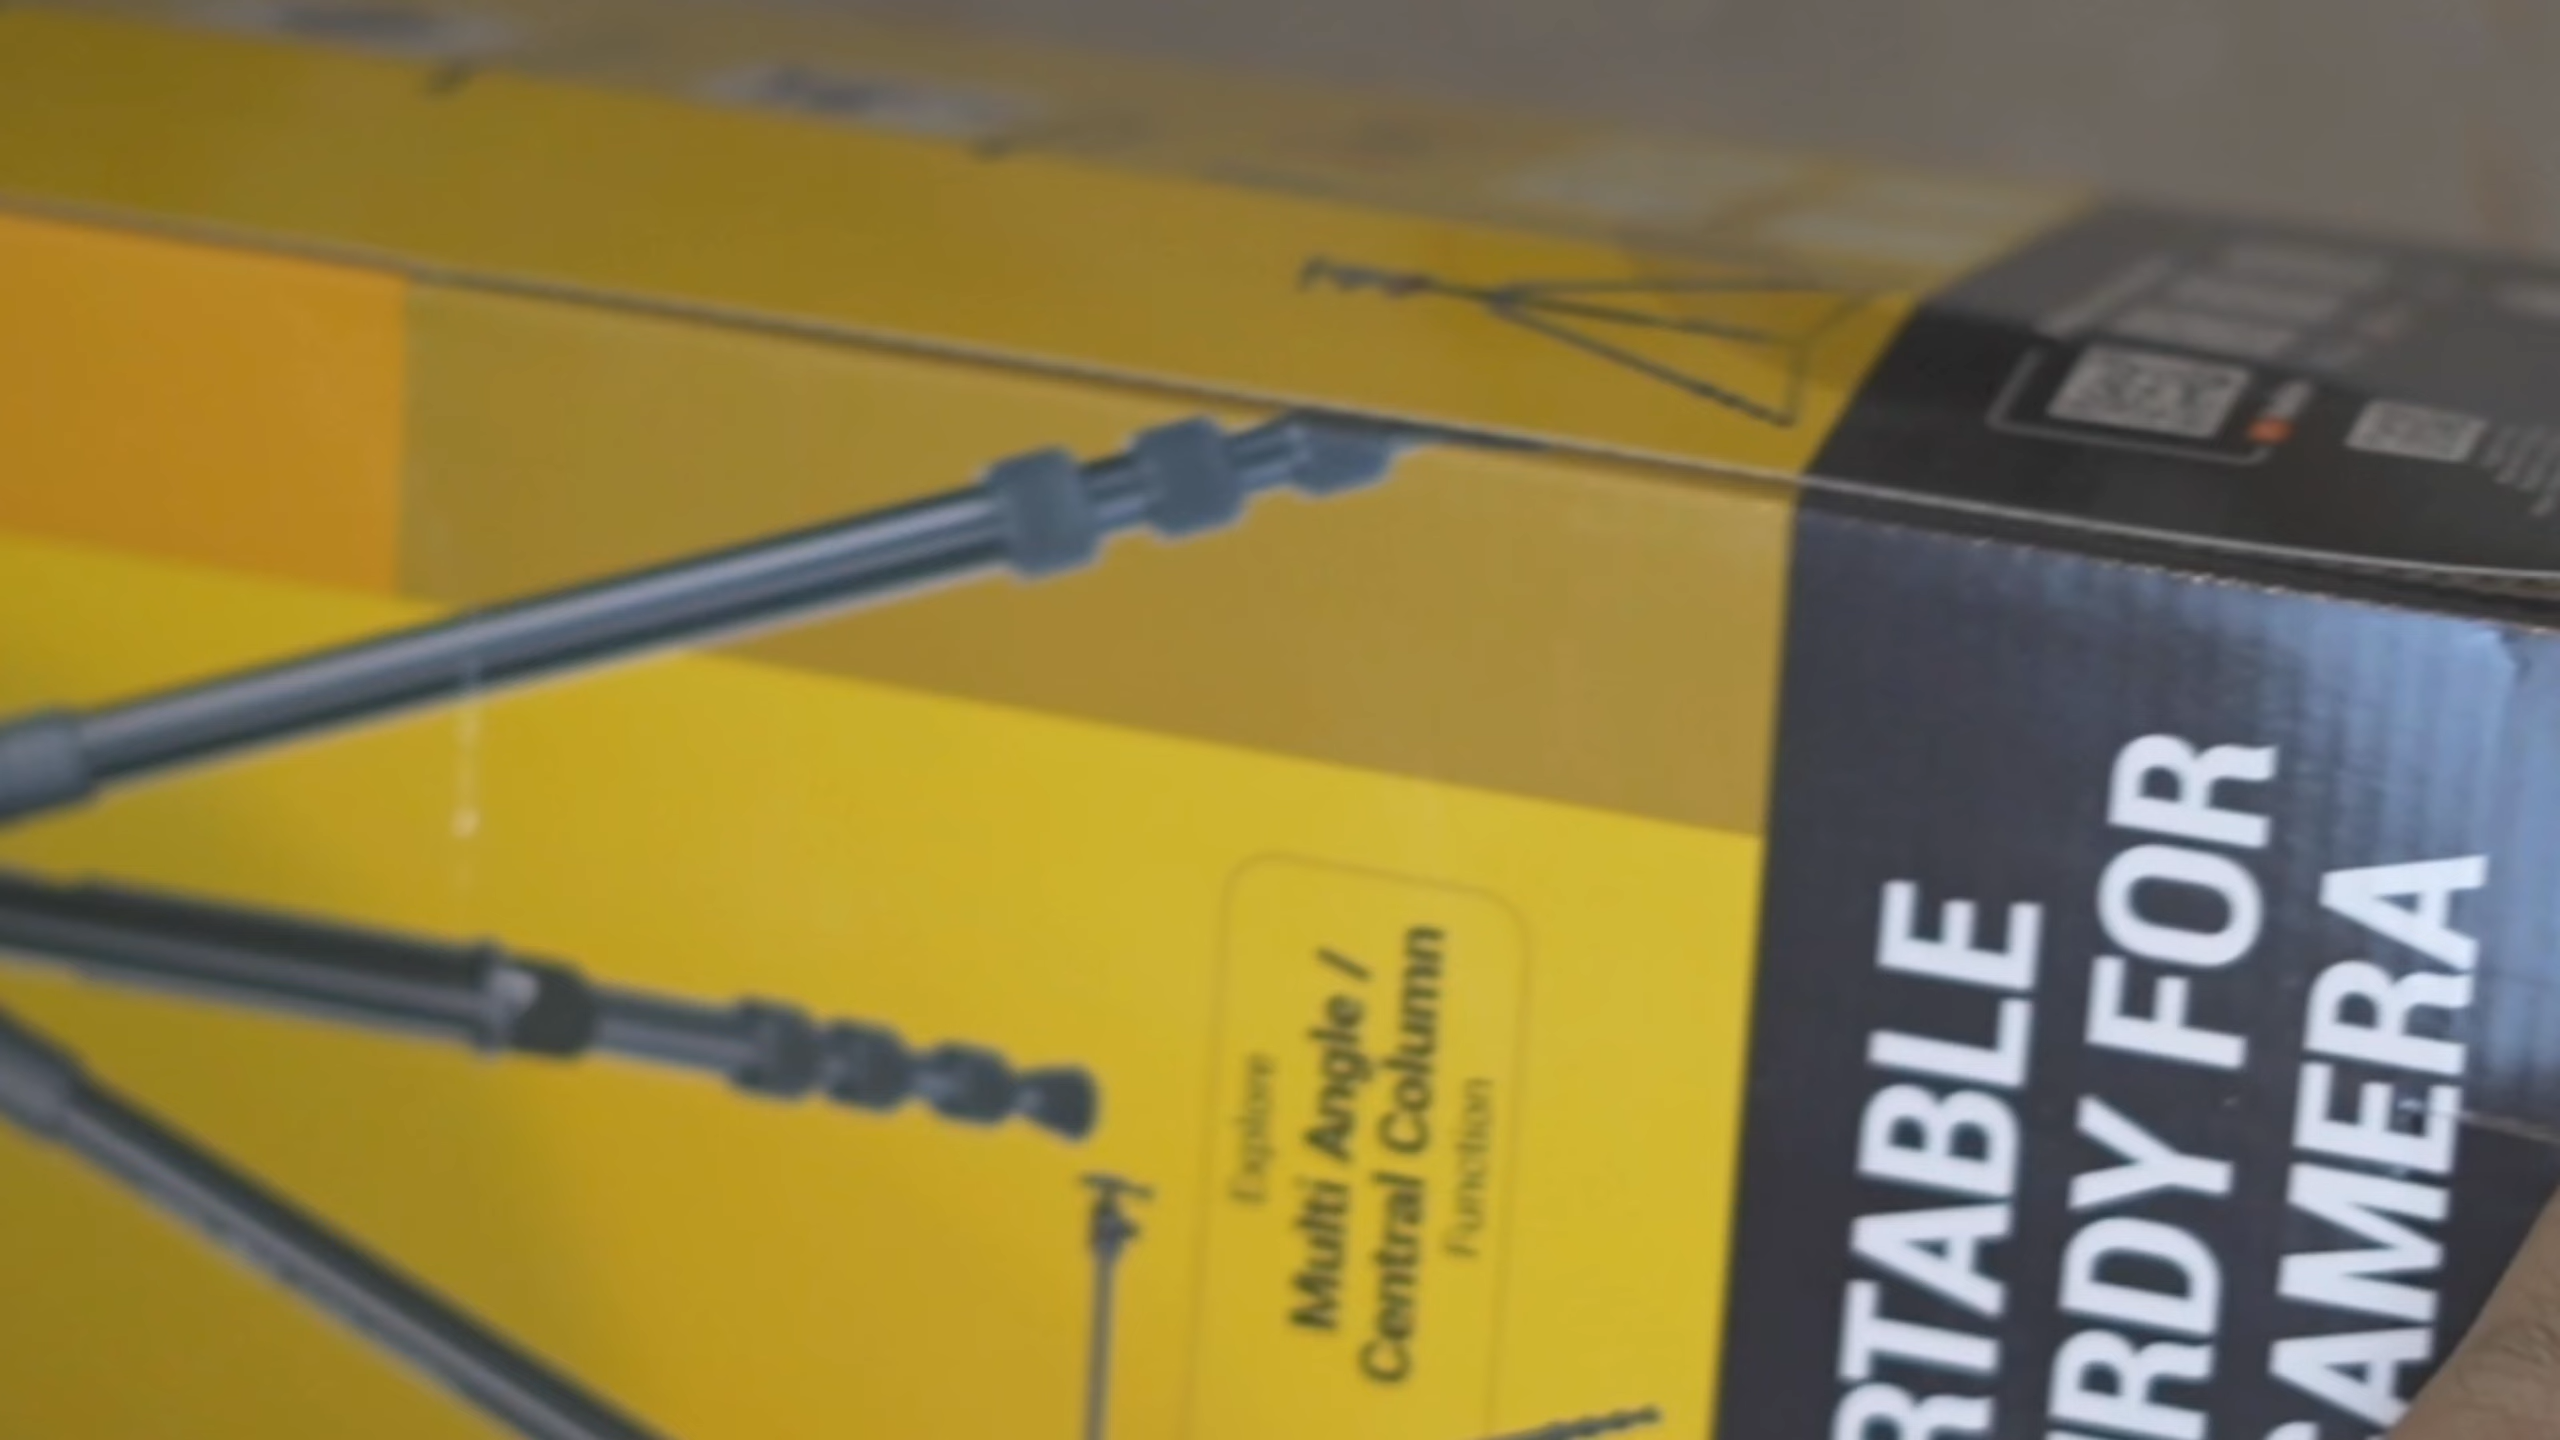 Explore
Multi Angle /
Central Column
Function
RTABLE
RDY FOR
AMERA